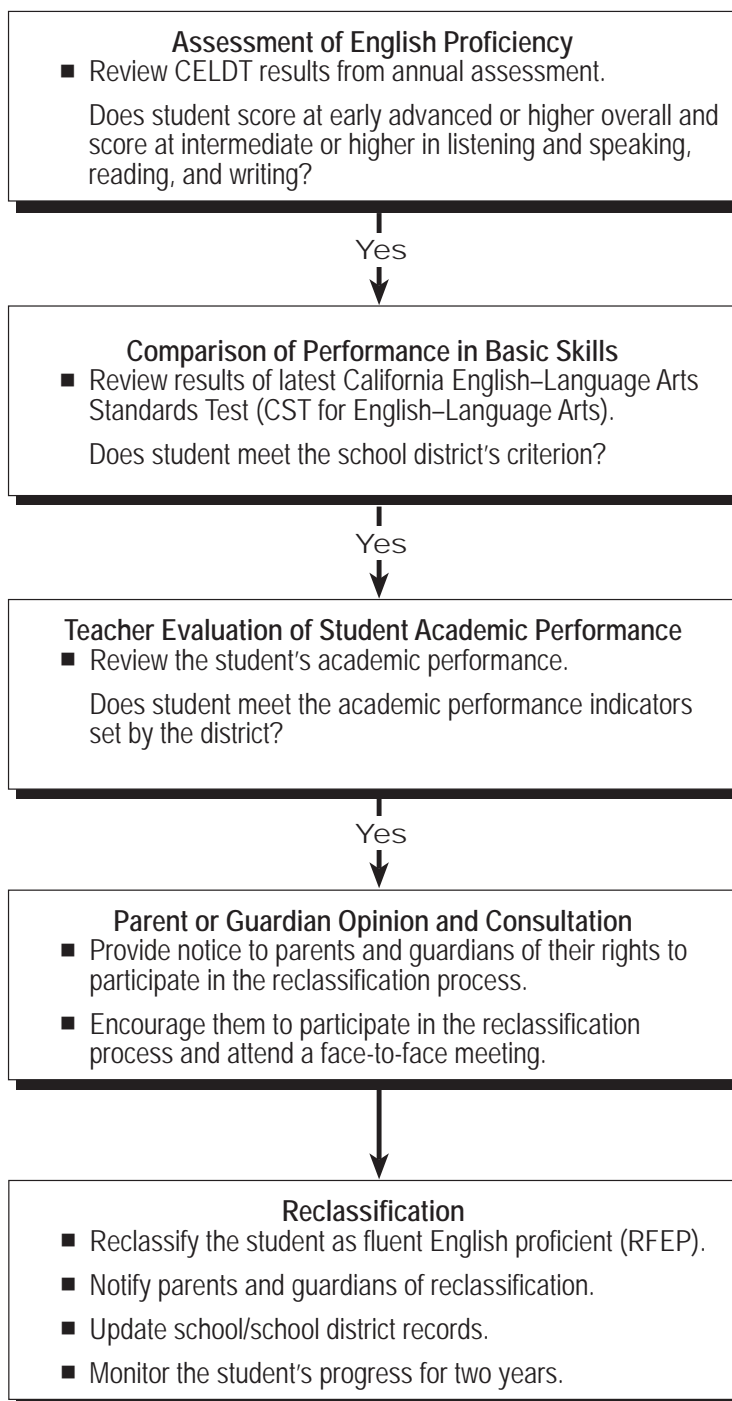 Assessment of English Proficiency
■ Review CELDT results from annual assessment.
Does student score at early advanced or higher overall and
score at intermediate or higher in listening and speaking,
reading, and writing?
Yes
Comparison of Performance in Basic Skills
■ Review results of latest California English–Language Arts
Standards Test (CST for English–Language Arts).
Does student meet the school district's criterion?
Yes
Teacher Evaluation of Student Academic Performance
■ Review the student's academic performance.
Does student meet the academic performance indicators
set by the district?
Yes
Parent or Guardian Opinion and Consultation
■ Provide notice to parents and guardians of their rights to
participate in the reclassification process.
■ Encourage them to participate in the reclassification
process and attend a face-to-face meeting.
Reclassification
■ Reclassify the student as fluent English proficient (RFEP).
■ Notify parents and guardians of reclassification.
■ Update school/school district records.
■ Monitor the student's progress for two years.